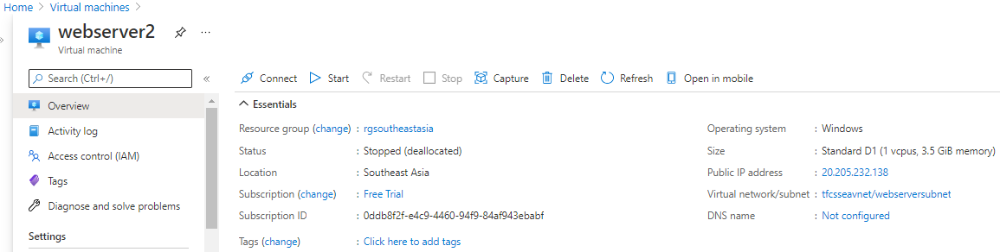 Home > Virtual machines >
webserver2
Virtual machine
Search (Ctrl+/)
Overview
Activity log
Access control (IAM)
Tags
Diagnose and solve problems
Settings
Connect Start Restart Stop Capture Delete Refresh Open in mobile
Essentials
Resource group (change) : rgsoutheastasia
Status : Stopped (deallocated)
Location : Southeast Asia
Subscription (change) : Free Trial
Subscription ID : 0ddb8f2f-e4c9-4460-94f9-84af943ebabf
Tags (change) : Click here to add tags
Operating system : Windows
Size : Standard D1 (1 vcpus, 3.5 GiB memory)
Public IP address : 20.205.232.138
Virtual network/subnet : tfcsseavnet/webserversubnet
DNS name : Not configured